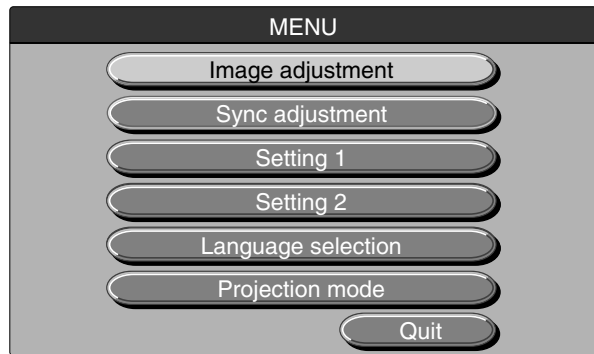 MENU
Image adjustment
Sync adjustment
Setting 1
Setting 2
Language selection
Projection mode
Quit